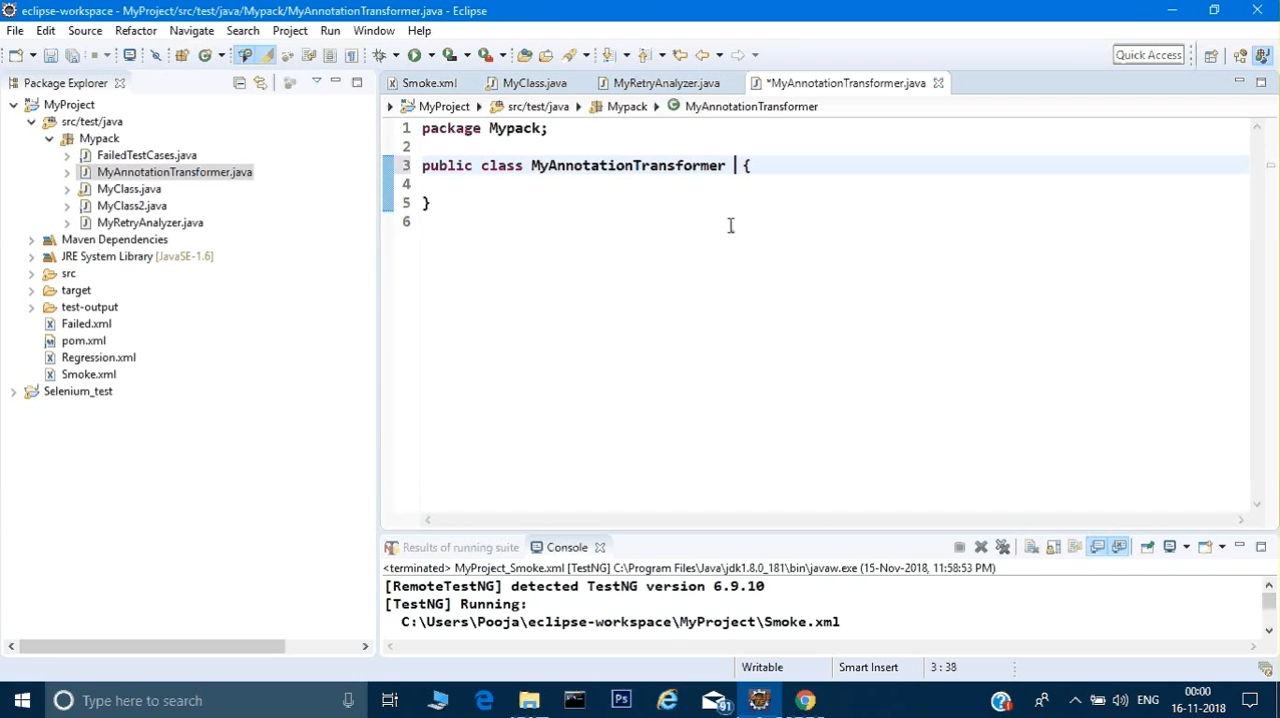 eclipse-workspace - MyProject/src/test/java/Mypack/MyAnnotationTransformer.java - Eclipse
File Edit Source Refactor Navigate Search Project Run Window Help
Quick Access
Package Explorer
Smoke.xml MyClass.java MyRetryAnalyzer.java *MyAnnotationTransformer.java
MyProject src/test/java Mypack MyAnnotationTransformer
MyProject
src/test/java
Mypack
FailedTestCases.java
MyAnnotationTransformer.java
MyClass.java
MyClass2.java
MyRetryAnalyzer.java
Maven Dependencies
JRE System Library [JavaSE-1.6]
src
target
test-output
Failed.xml
pom.xml
Regression.xml
Smoke.xml
Selenium_test
1 package Mypack;
2
3 public class MyAnnotationTransformer {
4
5 }
6
Results of running suite Console
<terminated> MyProject_Smoke.xml [TestNG] C:\Program Files\Java\jdk1.8.0_181\bin\javaw.exe (15-Nov-2018, 11:58:53 PM)
[RemoteTestNG] detected TestNG version 6.9.10
[TestNG] Running:
C:\Users\Pooja\eclipse-workspace\MyProject\Smoke.xml
Writable Smart Insert 3 : 38
Type here to search
Ps
91
ENG
00:00
16-11-2018